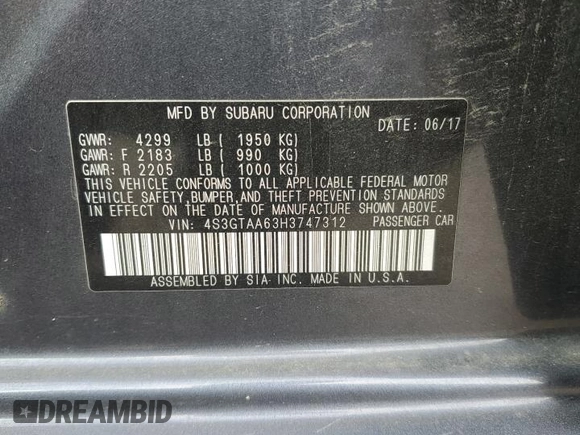 MFD BY SUBARU CORPORATION
DATE: 06/17
GVWR: 4299 LB ( 1950 KG)
GAWR: F 2183 LB ( 990 KG)
GAWR: R 2205 LB ( 1000 KG)
THIS VEHICLE CONFORMS TO ALL APPLICABLE FEDERAL MOTOR
VEHICLE SAFETY,BUMPER,AND THEFT PREVENTION STANDARDS
IN EFFECT ON THE DATE OF MANUFACTURE SHOWN ABOVE.
VIN: 4S3GTAA63H3747312 PASSENGER CAR
ASSEMBLED BY SIA INC. MADE IN U.S.A.
DREAMBID